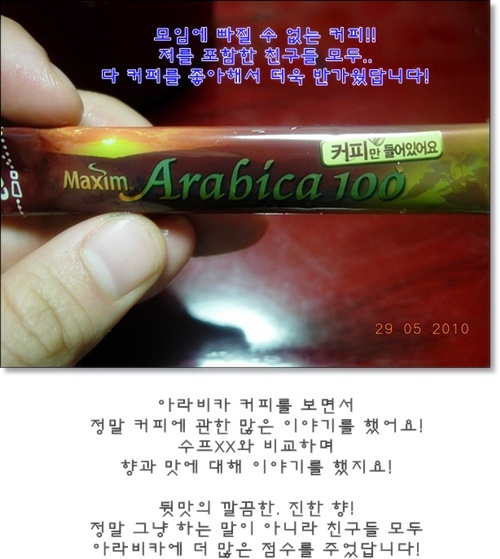 모임에 빠질 수 없는 커피!!
저를 포함한 친구들 모두..
다 커피를 좋아해서 더욱 반가웠답니다!
커피만 들어있어요
Maxim Arabica 100
29 05 2010
아라비카 커피를 보면서
정말 커피에 관한 많은 이야기를 했어요!
수프XX와 비교하며
향과 맛에 대해 이야기를 했지요!
뒷맛의 깔끔한. 진한 향!
정말 그냥 하는 말이 아니라 친구들 모두
아라비카에 더 많은 점수를 주었답니다!